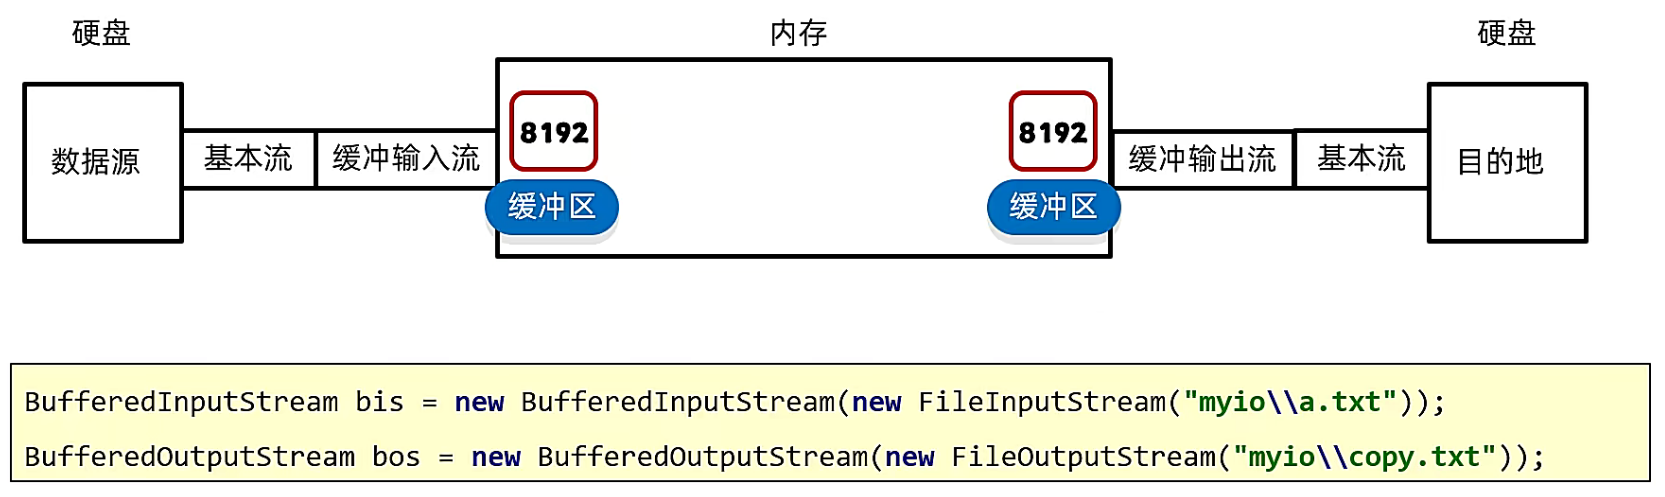 硬盘
内存
硬盘
数据源
基本流
缓冲输入流
8192
缓冲区
8192
缓冲区
缓冲输出流
基本流
目的地
BufferedInputStream bis = new BufferedInputStream(new FileInputStream("myio\\a.txt"));
BufferedOutputStream bos = new BufferedOutputStream(new FileOutputStream("myio\\copy.txt"));